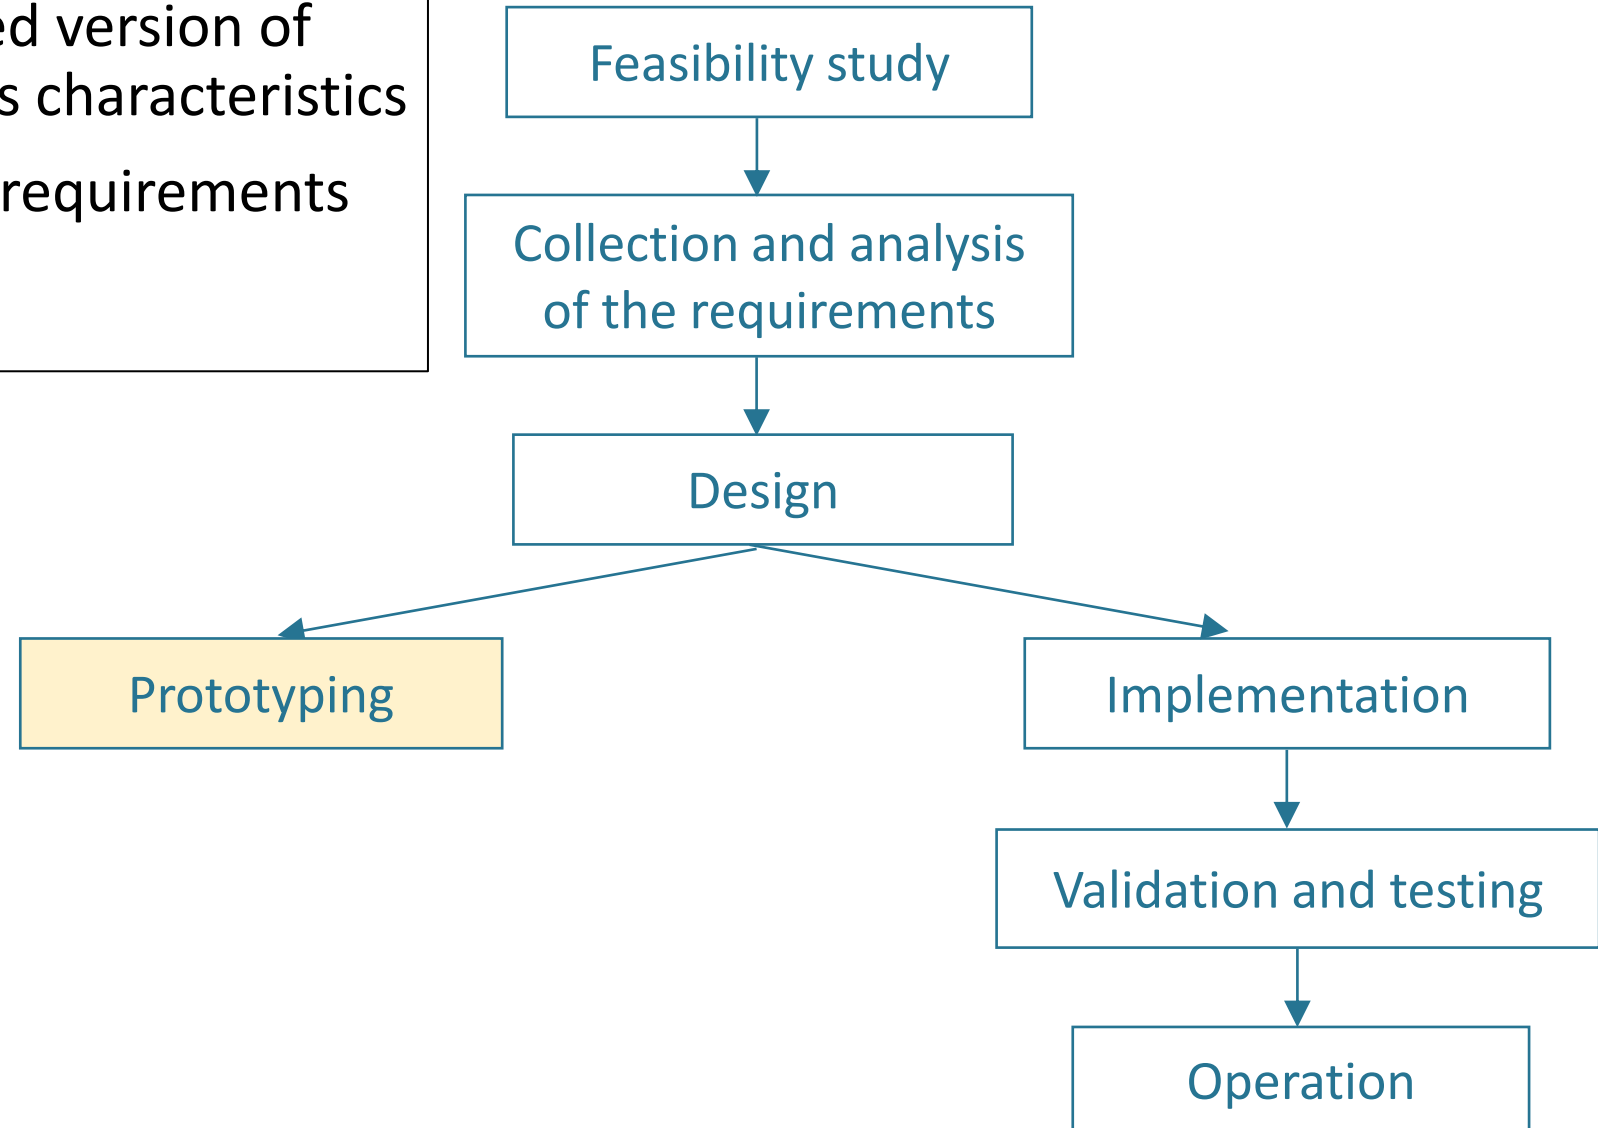 version of
characteristics
requirements
Feasibility study
Collection and analysis
of the requirements
Design
Prototyping
Implementation
Validation and testing
Operation